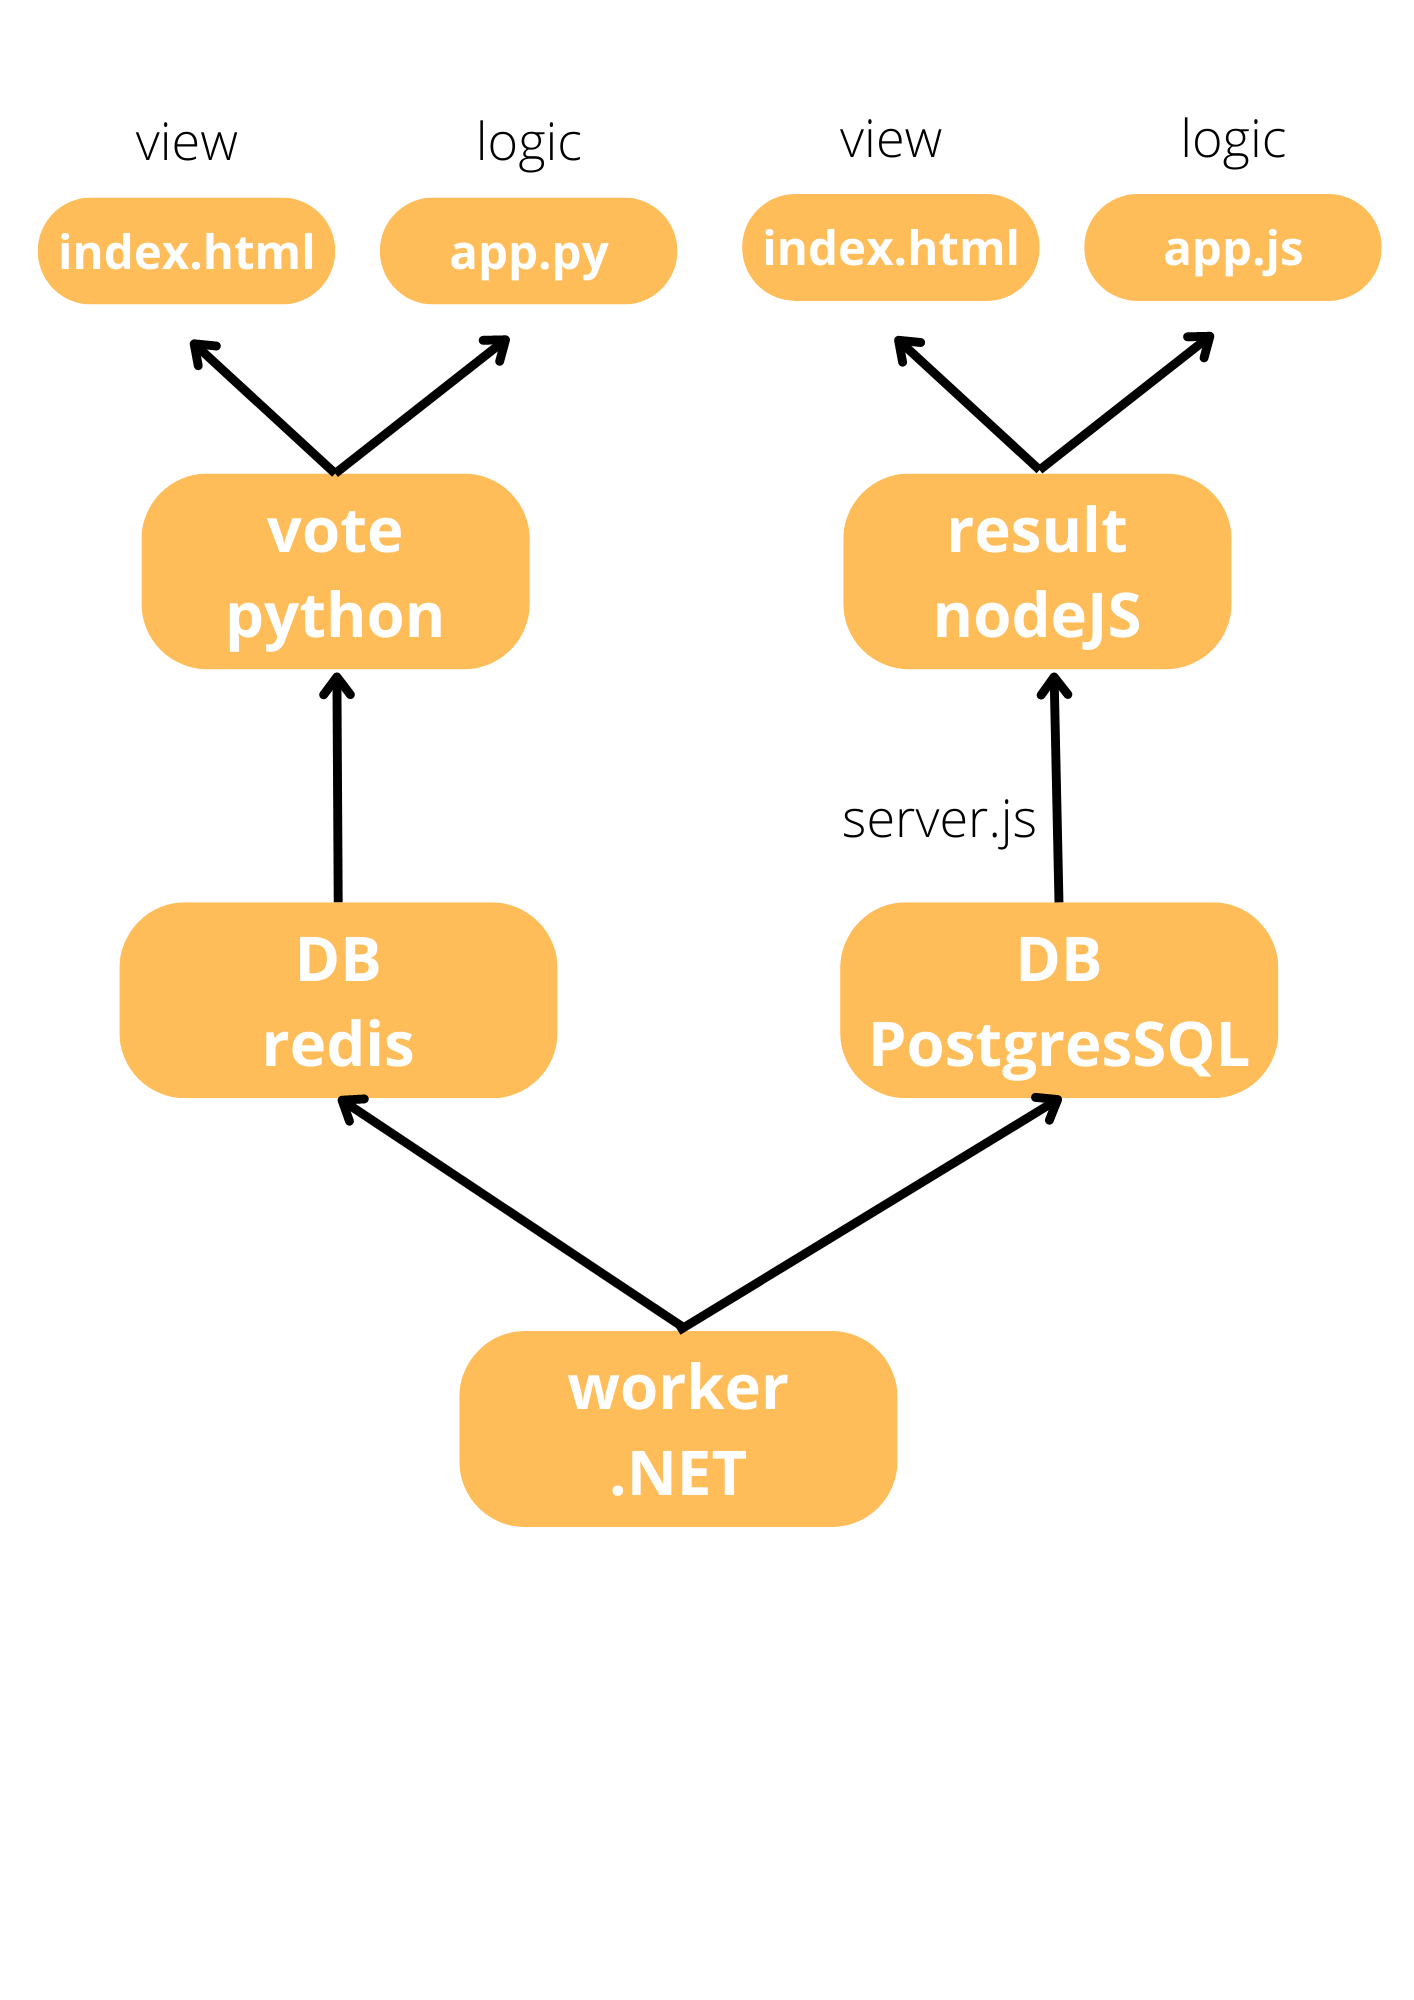 view
logic
view
logic
index.html
app.py
index.html
app.js
vote
python
result
nodeJS
server.js
DB
redis
DB
PostgresSQL
worker
.NET